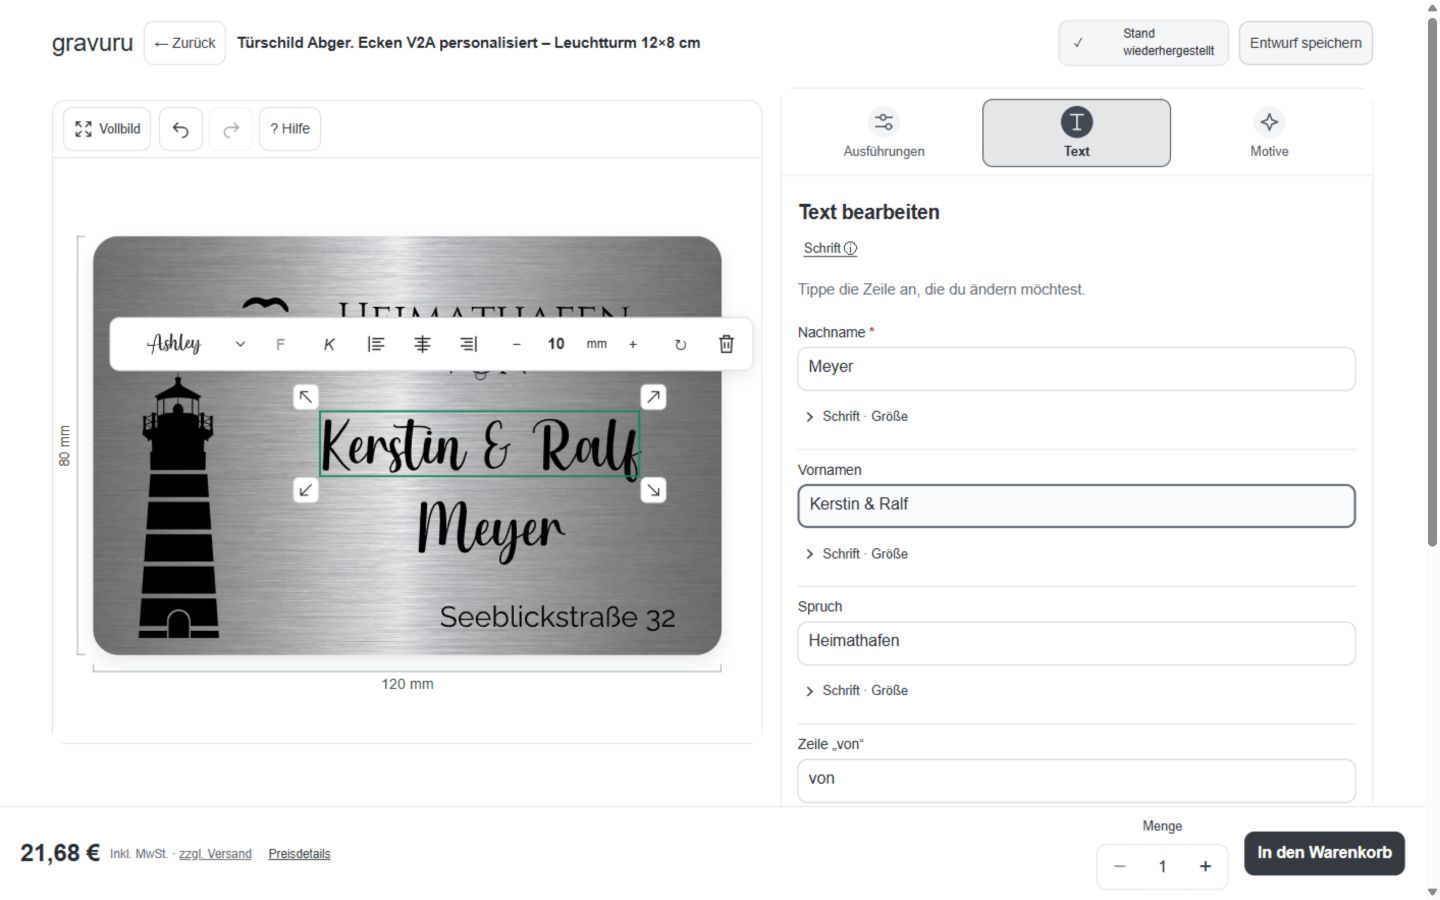 gravuru
← Zurück
Türschild Abger. Ecken V2A personalisiert – Leuchtturm 12×8 cm
✓ Stand
wiederhergestellt
Entwurf speichern
Vollbild
? Hilfe
Ausführungen
Text
Motive
Text bearbeiten
Schrift
Tippe die Zeile an, die du ändern möchtest.
Nachname *
Meyer
Schrift · Größe
Vornamen
Kerstin & Ralf
Schrift · Größe
Spruch
Heimathafen
Schrift · Größe
Zeile „von“
von
Heimathafen
Ashley F K − 10 mm +
von
Kerstin & Ralf
Meyer
Seeblickstraße 32
80 mm
120 mm
21,68 € Inkl. MwSt. · zzgl. Versand Preisdetails
Menge
− 1 +
In den Warenkorb